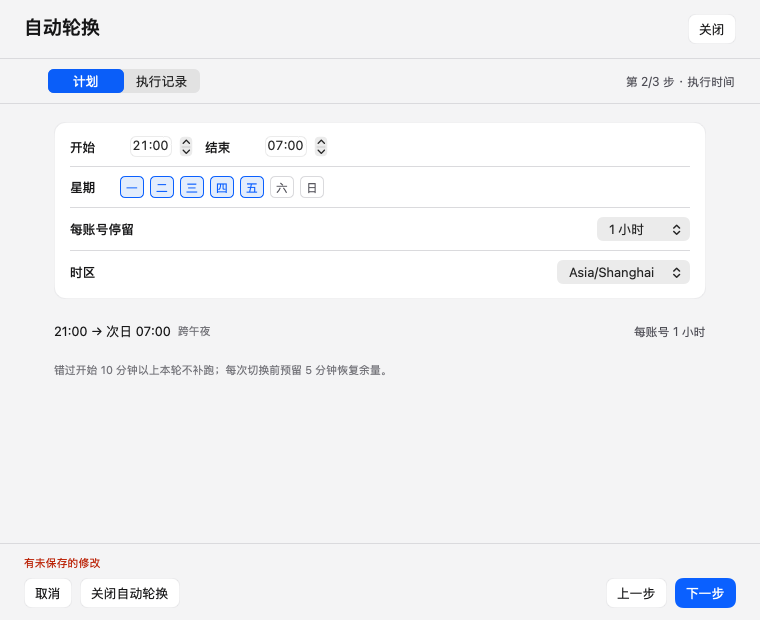 自动轮换
关闭
计划 执行记录 第 2/3 步 · 执行时间
开始 21:00 结束 07:00
星期 一 二 三 四 五 六 日
每账号停留 1 小时
时区 Asia/Shanghai
21:00 → 次日 07:00 跨午夜 每账号 1 小时
错过开始 10 分钟以上本轮不补跑；每次切换前预留 5 分钟恢复余量。
有未保存的修改
取消 关闭自动轮换 上一步 下一步